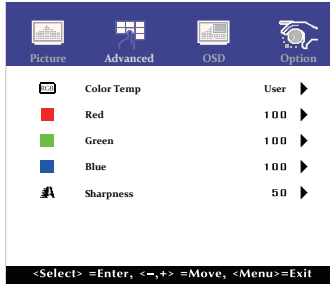 Picture Advanced OSD Option
RGB Color Temp User
Red 100
Green 100
Blue 100
Sharpness 50
<Select> =Enter, <−,+> =Move, <Menu>=Exit